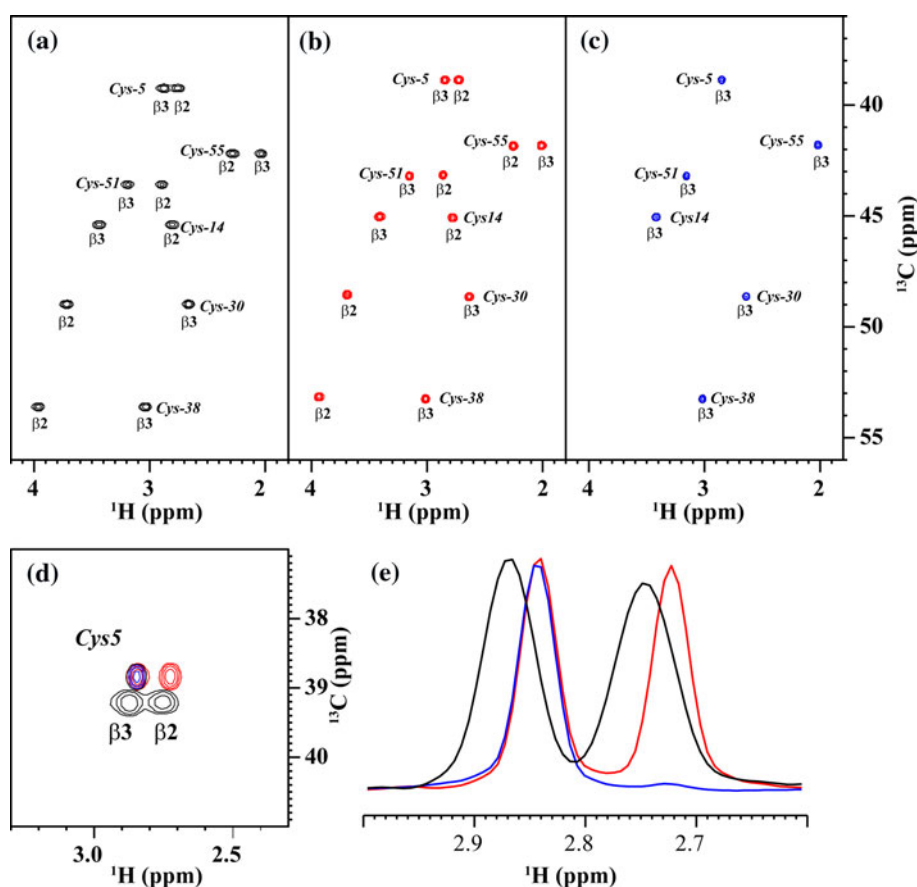 (a)
Cys-5
β3 β2
Cys-55
β2 β3
Cys-51
β3 β2
Cys-14
β3 β2
Cys-30
β2 β3
Cys-38
β2 β3
4 3 2
¹H (ppm)
(b)
Cys-5
β3 β2
Cys-55
β2 β3
Cys-51
β3 β2
Cys14
β3 β2
Cys-30
β2 β3
Cys-38
β2 β3
4 3 2
¹H (ppm)
(c)
Cys-5
β3
Cys-55
β3
Cys-51
β3
Cys14
β3
Cys-30
β3
Cys-38
β3
4 3 2
¹H (ppm)
40
45
50
55
¹³C (ppm)
(d)
Cys5
β3 β2
3.0 2.5
¹H (ppm)
38
39
40
¹³C (ppm)
(e)
2.9 2.8 2.7
¹H (ppm)